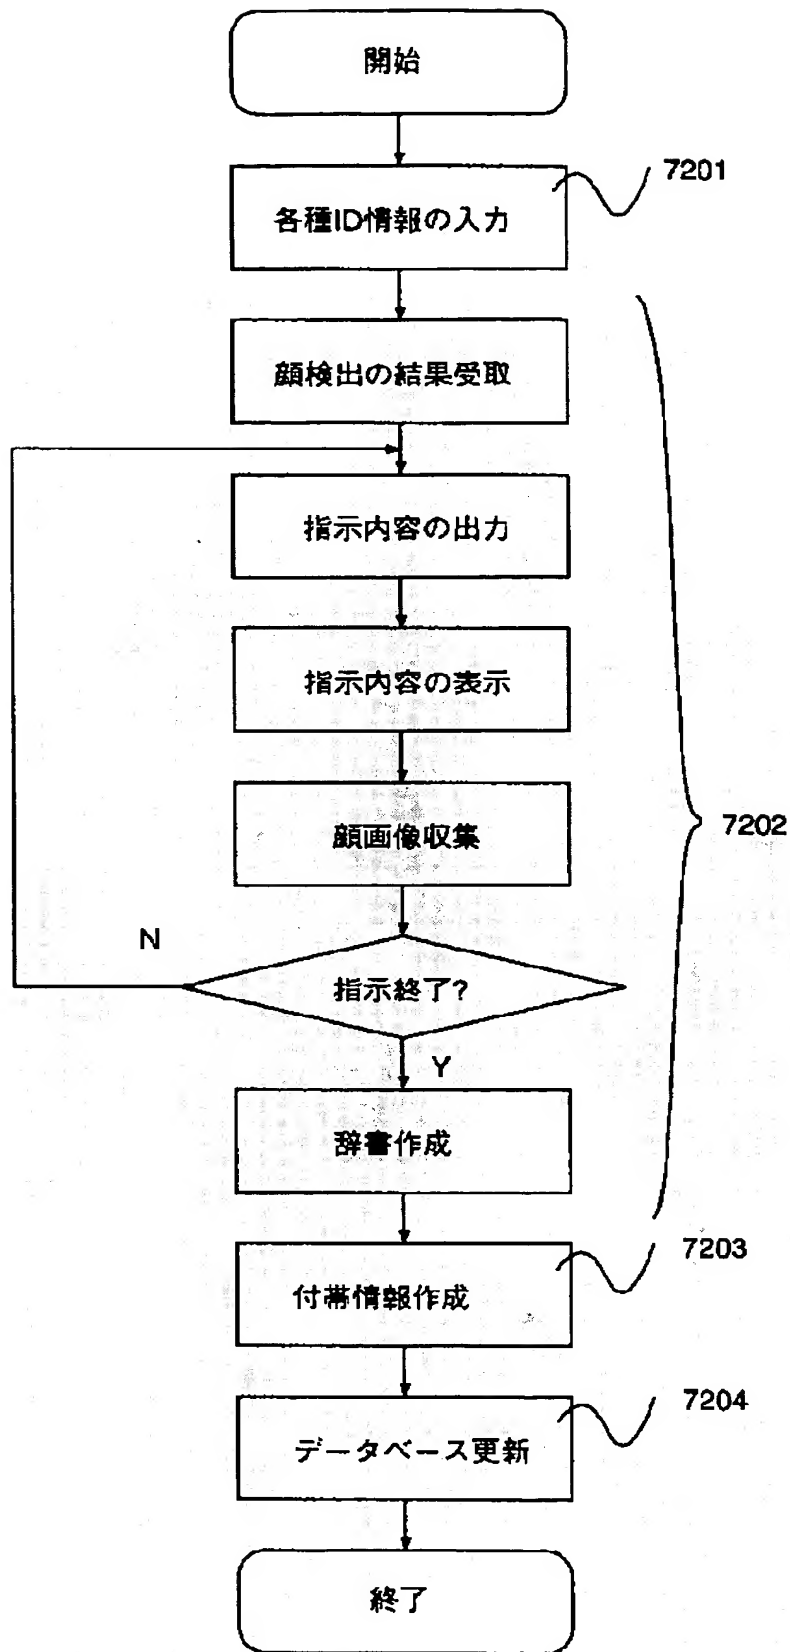 開始
7201
各種ID情報の入力
顔検出の結果受取
指示内容の出力
指示内容の表示
顔画像収集
7202
N
指示終了?
Y
辞書作成
7203
付帯情報作成
7204
データベース更新
終了